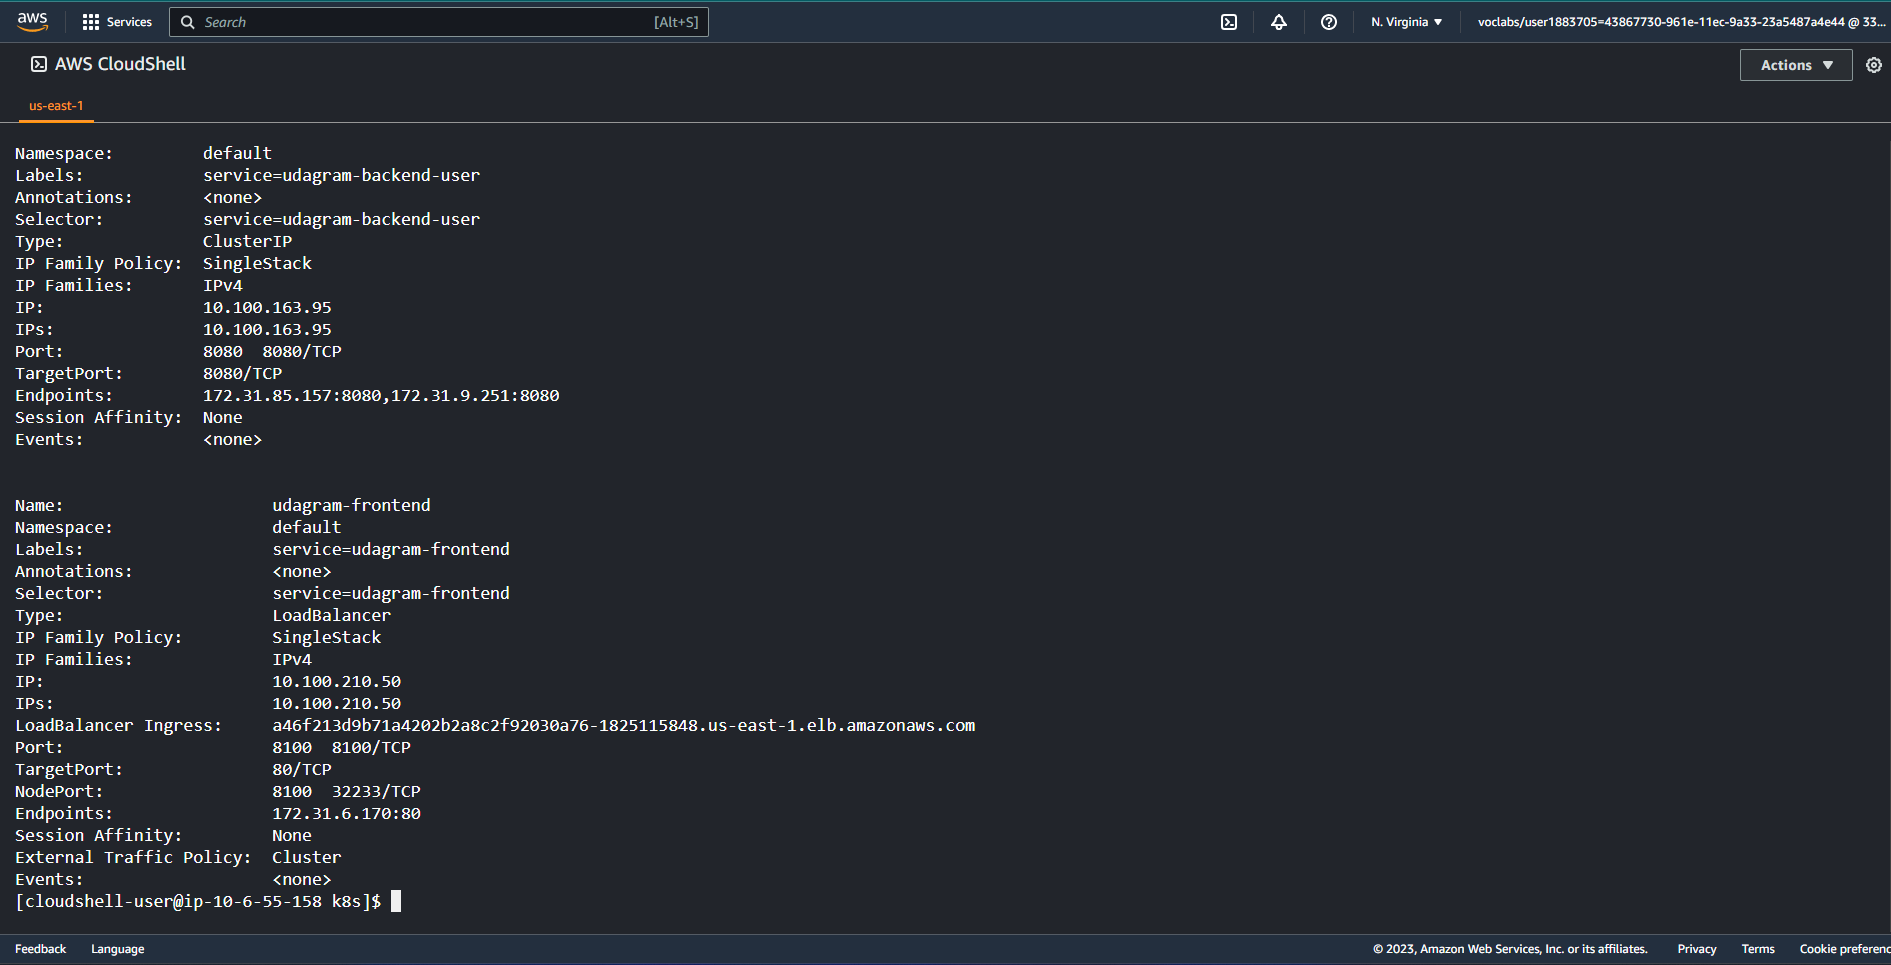 aws Services Search [Alt+S] N. Virginia ▼ voclabs/user1883705=43867730-961e-11ec-9a33-23a5487a4e44 @ 33...
AWS CloudShell Actions ▼
us-east-1
Namespace: default
Labels: service=udagram-backend-user
Annotations: <none>
Selector: service=udagram-backend-user
Type: ClusterIP
IP Family Policy: SingleStack
IP Families: IPv4
IP: 10.100.163.95
IPs: 10.100.163.95
Port: 8080 8080/TCP
TargetPort: 8080/TCP
Endpoints: 172.31.85.157:8080,172.31.9.251:8080
Session Affinity: None
Events: <none>
Name: udagram-frontend
Namespace: default
Labels: service=udagram-frontend
Annotations: <none>
Selector: service=udagram-frontend
Type: LoadBalancer
IP Family Policy: SingleStack
IP Families: IPv4
IP: 10.100.210.50
IPs: 10.100.210.50
LoadBalancer Ingress: a46f213d9b71a4202b2a8c2f92030a76-1825115848.us-east-1.elb.amazonaws.com
Port: 8100 8100/TCP
TargetPort: 80/TCP
NodePort: 8100 32233/TCP
Endpoints: 172.31.6.170:80
Session Affinity: None
External Traffic Policy: Cluster
Events: <none>
[cloudshell-user@ip-10-6-55-158 k8s]$
Feedback Language © 2023, Amazon Web Services, Inc. or its affiliates. Privacy Terms Cookie preferenc